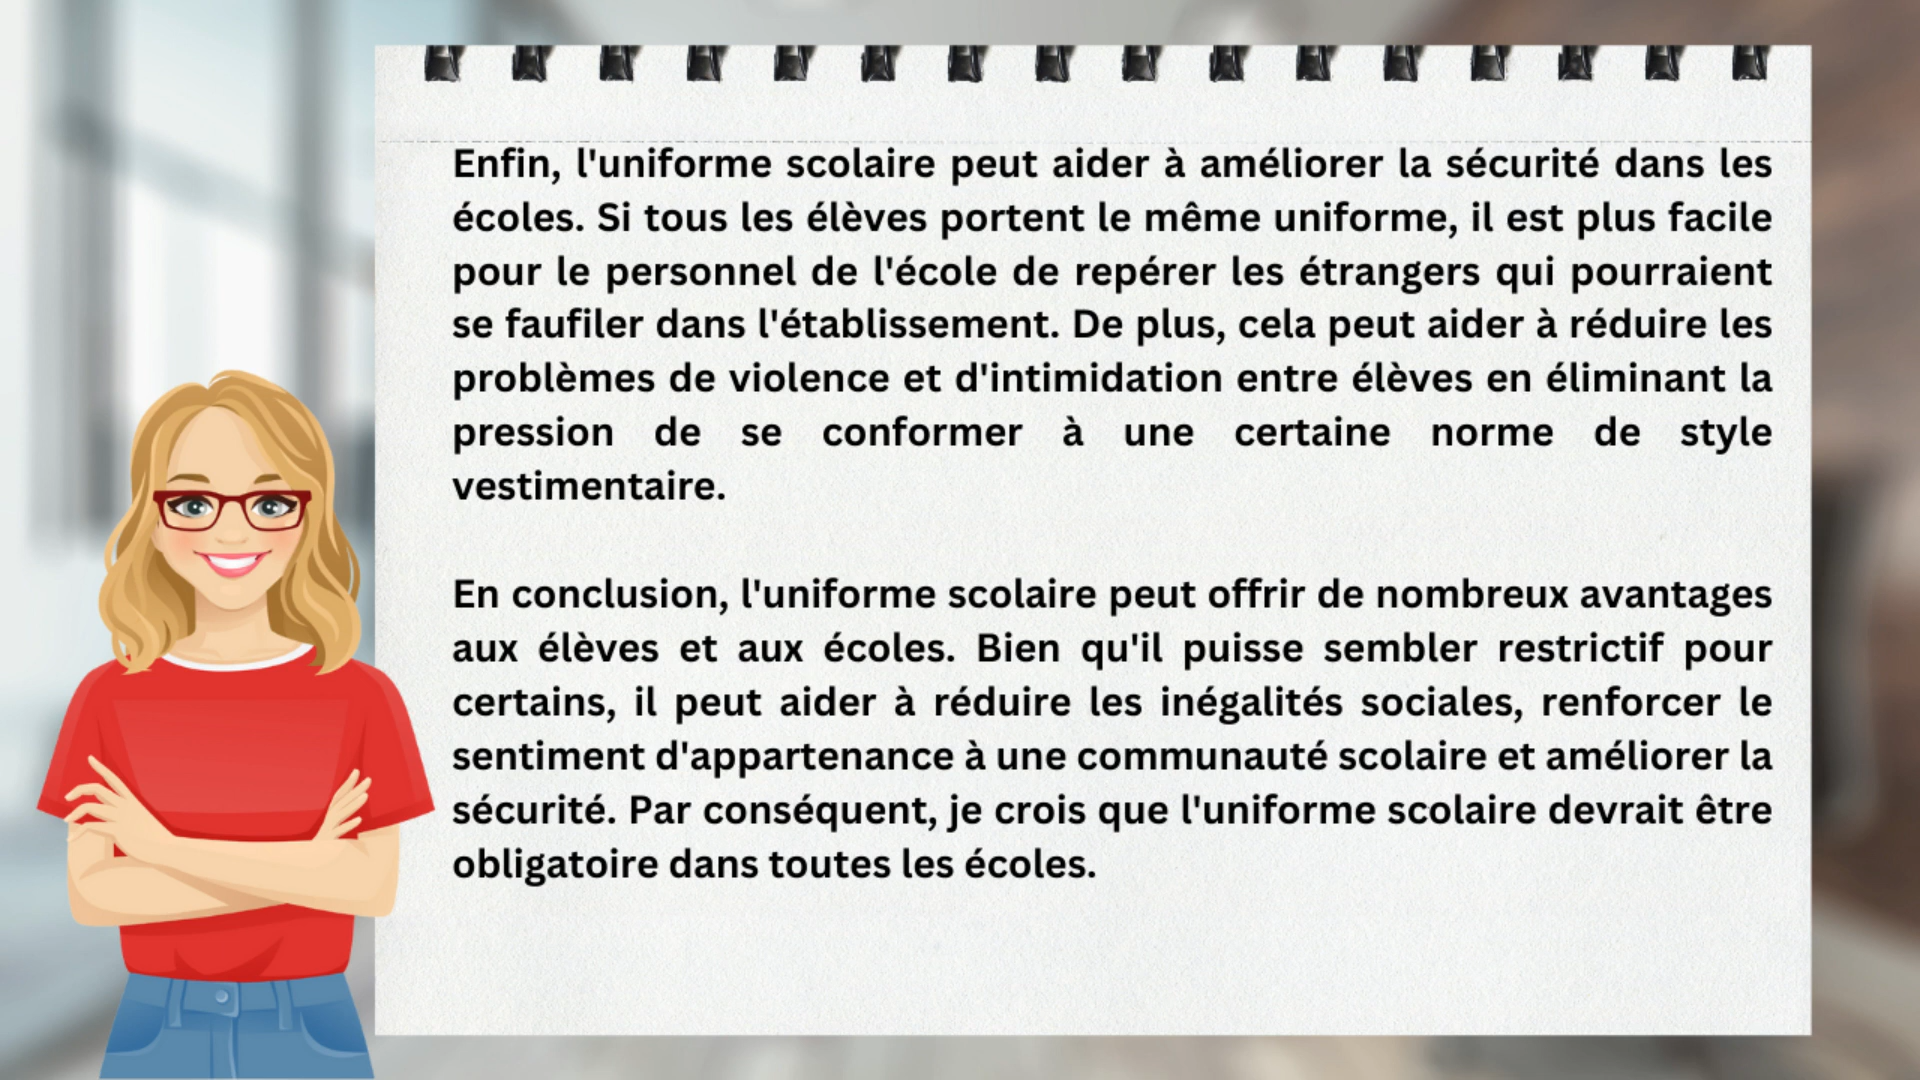 Enfin, l'uniforme scolaire peut aider à améliorer la sécurité dans les
écoles. Si tous les élèves portent le même uniforme, il est plus facile
pour le personnel de l'école de repérer les étrangers qui pourraient
se faufiler dans l'établissement. De plus, cela peut aider à réduire les
problèmes de violence et d'intimidation entre élèves en éliminant la
pression de se conformer à une certaine norme de style
vestimentaire.
En conclusion, l'uniforme scolaire peut offrir de nombreux avantages
aux élèves et aux écoles. Bien qu'il puisse sembler restrictif pour
certains, il peut aider à réduire les inégalités sociales, renforcer le
sentiment d'appartenance à une communauté scolaire et améliorer la
sécurité. Par conséquent, je crois que l'uniforme scolaire devrait être
obligatoire dans toutes les écoles.